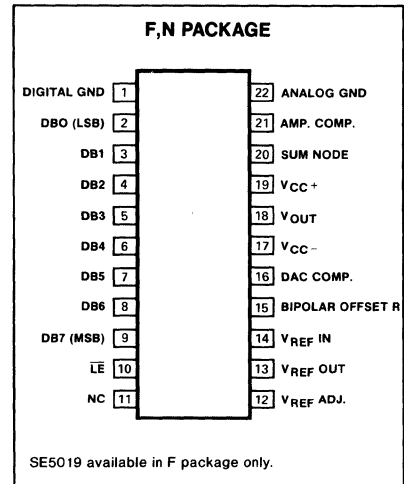 F,N PACKAGE
DIGITAL GND 1
DBO (LSB) 2
DB1 3
DB2 4
DB3 5
DB4 6
DB5 7
DB6 8
DB7 (MSB) 9
LE 10
NC 11
22 ANALOG GND
21 AMP. COMP.
20 SUM NODE
19 VCC +
18 VOUT
17 VCC −
16 DAC COMP.
15 BIPOLAR OFFSET R
14 VREF IN
13 VREF OUT
12 VREF ADJ.
SE5019 available in F package only.